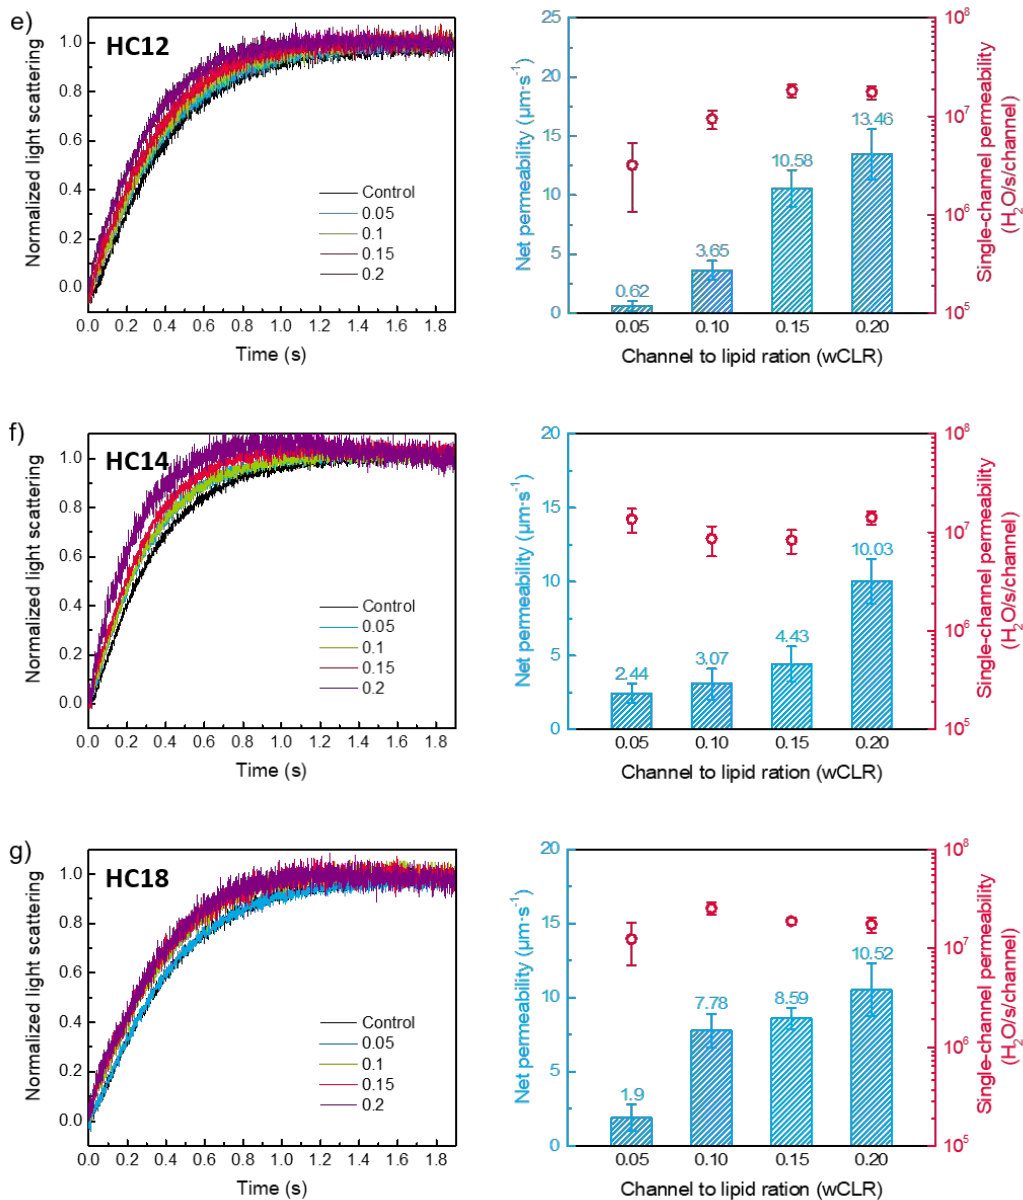 e)
HC12
Normalized light scattering
1.0
0.8
0.6
0.4
0.2
0.0
Control
0.05
0.1
0.15
0.2
0.0 0.2 0.4 0.6 0.8 1.0 1.2 1.4 1.6 1.8
Time (s)
Net permeability (µm·s⁻¹)
25
20
15
10
5
0
0.62
3.65
10.58
13.46
0.05 0.10 0.15 0.20
Channel to lipid ration (wCLR)
10⁸
10⁷
10⁶
10⁵
Single-channel permeability
(H₂O/s/channel)
f)
HC14
Normalized light scattering
1.0
0.8
0.6
0.4
0.2
0.0
Control
0.05
0.1
0.15
0.2
0.0 0.2 0.4 0.6 0.8 1.0 1.2 1.4 1.6 1.8
Time (s)
Net permeability (µm·s⁻¹)
20
15
10
5
0
2.44
3.07
4.43
10.03
0.05 0.10 0.15 0.20
Channel to lipid ration (wCLR)
10⁸
10⁷
10⁶
10⁵
Single-channel permeability
(H₂O/s/channel)
g)
HC18
Normalized light scattering
1.0
0.8
0.6
0.4
0.2
0.0
Control
0.05
0.1
0.15
0.2
0.0 0.2 0.4 0.6 0.8 1.0 1.2 1.4 1.6 1.8
Time (s)
Net permeability (µm·s⁻¹)
20
15
10
5
0
1.9
7.78
8.59
10.52
0.05 0.10 0.15 0.20
Channel to lipid ration (wCLR)
10⁸
10⁷
10⁶
10⁵
Single-channel permeability
(H₂O/s/channel)